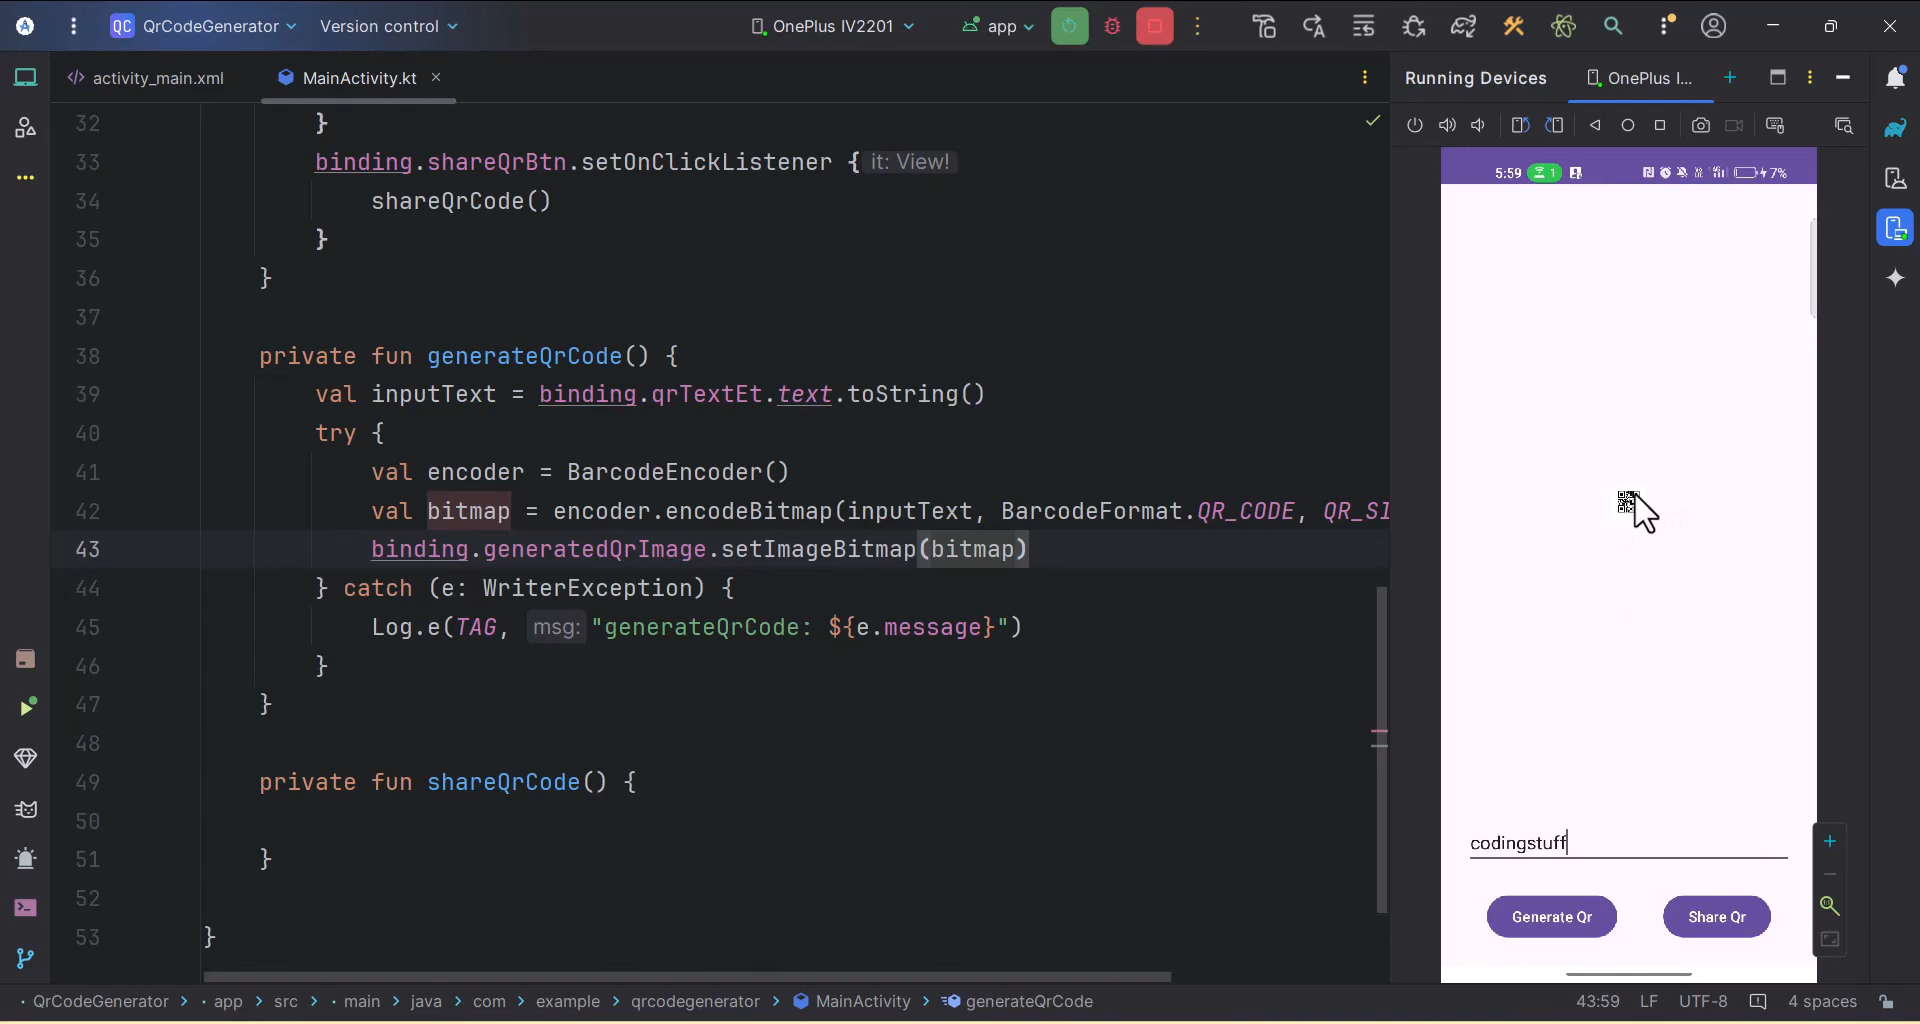 QC QrCodeGenerator Version control OnePlus IV2201 app
activity_main.xml MainActivity.kt Running Devices OnePlus I...
32 }
33 binding.shareQrBtn.setOnClickListener { it: View!
34 shareQrCode()
35 }
36 }
37
38 private fun generateQrCode() {
39 val inputText = binding.qrTextEt.text.toString()
40 try {
41 val encoder = BarcodeEncoder()
42 val bitmap = encoder.encodeBitmap(inputText, BarcodeFormat.QR_CODE, QR_SI
43 binding.generatedQrImage.setImageBitmap(bitmap)
44 } catch (e: WriterException) {
45 Log.e(TAG, msg: "generateQrCode: ${e.message}")
46 }
47 }
48
49 private fun shareQrCode() {
50
51 }
52
53 }
5:59 1 7%
codingstuff
Generate Qr Share Qr
QrCodeGenerator > app > src > main > java > com > example > qrcodegenerator > MainActivity > generateQrCode
43:59 LF UTF-8 4 spaces